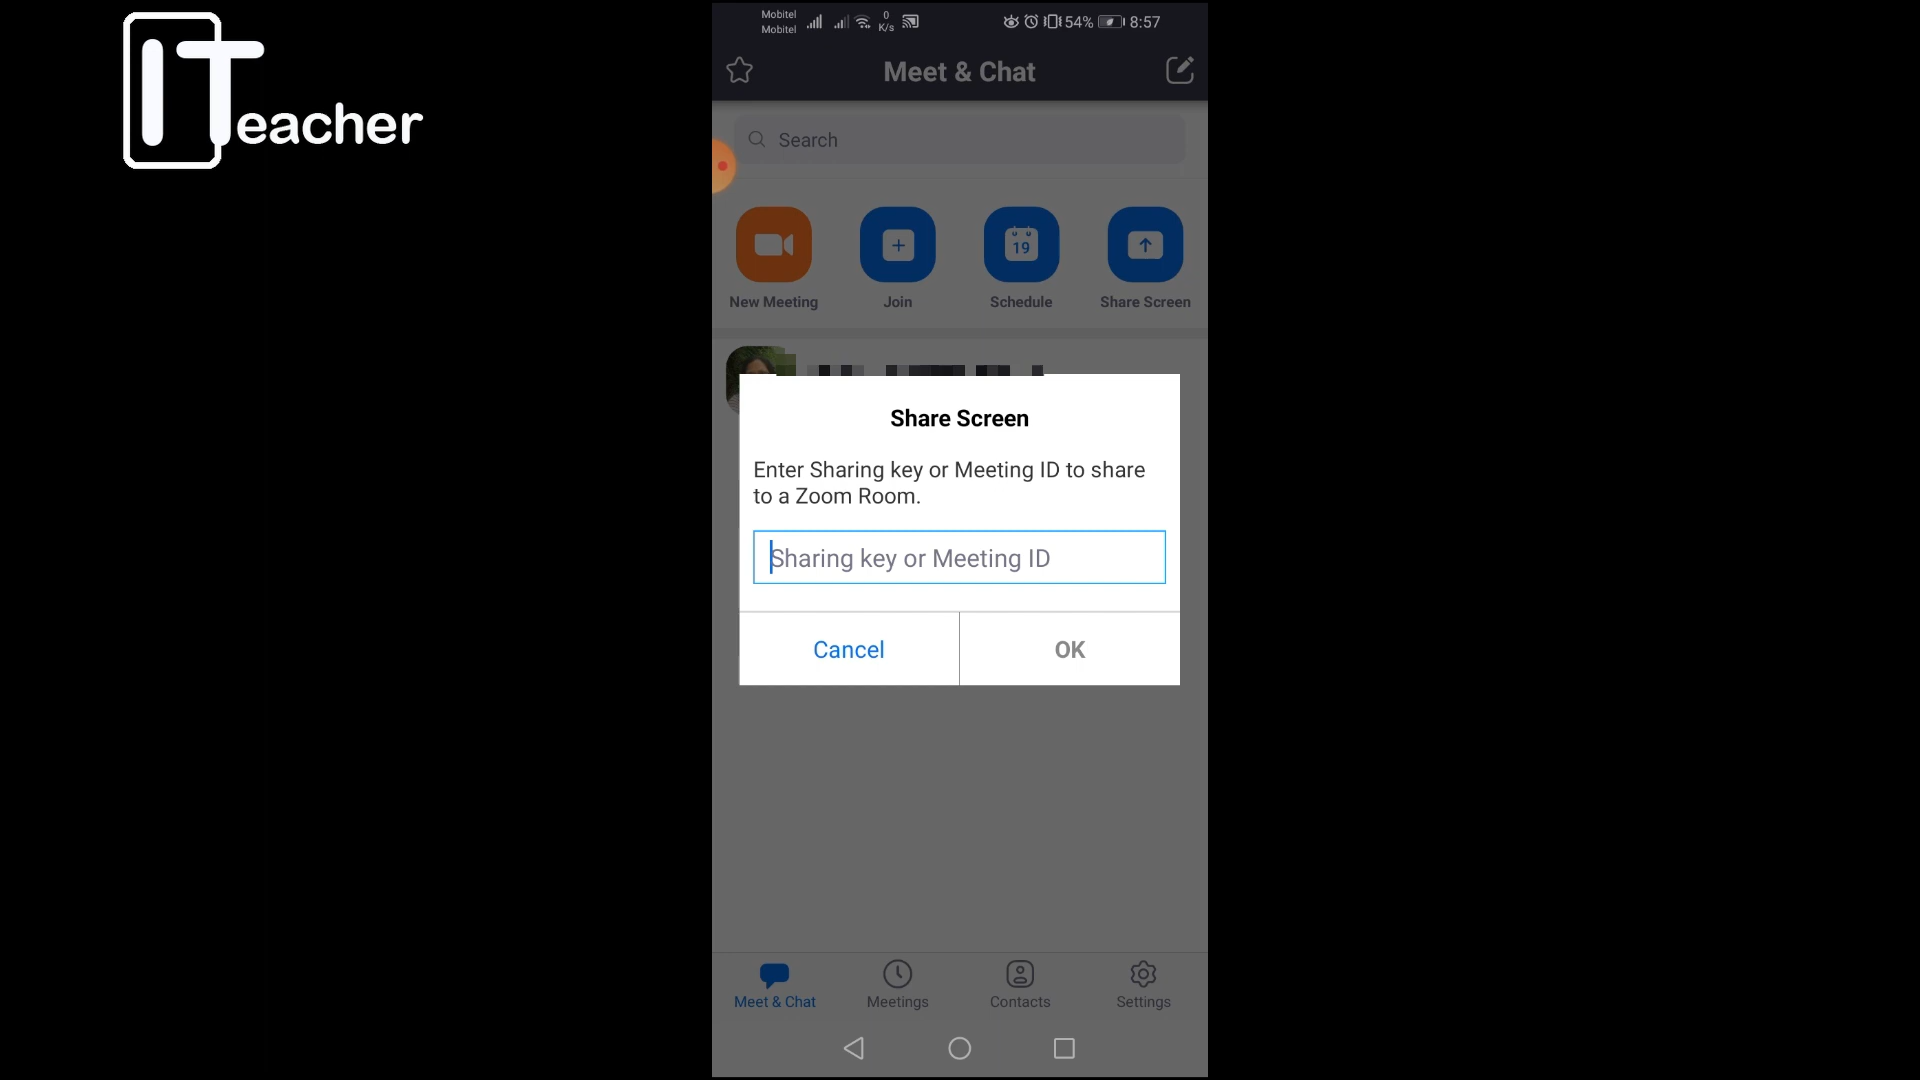 ITeacher
Mobitel
Mobitel
0
K/s
54%
8:57
Meet & Chat
Search
19
New Meeting
Join
Schedule
Share Screen
Share Screen
Enter Sharing key or Meeting ID to share
to a Zoom Room.
Sharing key or Meeting ID
Cancel
OK
Meet & Chat
Meetings
Contacts
Settings